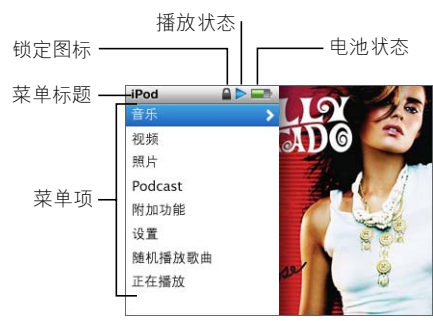 播放状态
锁定图标
电池状态
菜单标题
iPod
音乐
视频
照片
Podcast
菜单项
附加功能
设置
随机播放歌曲
正在播放
LLY
ADO